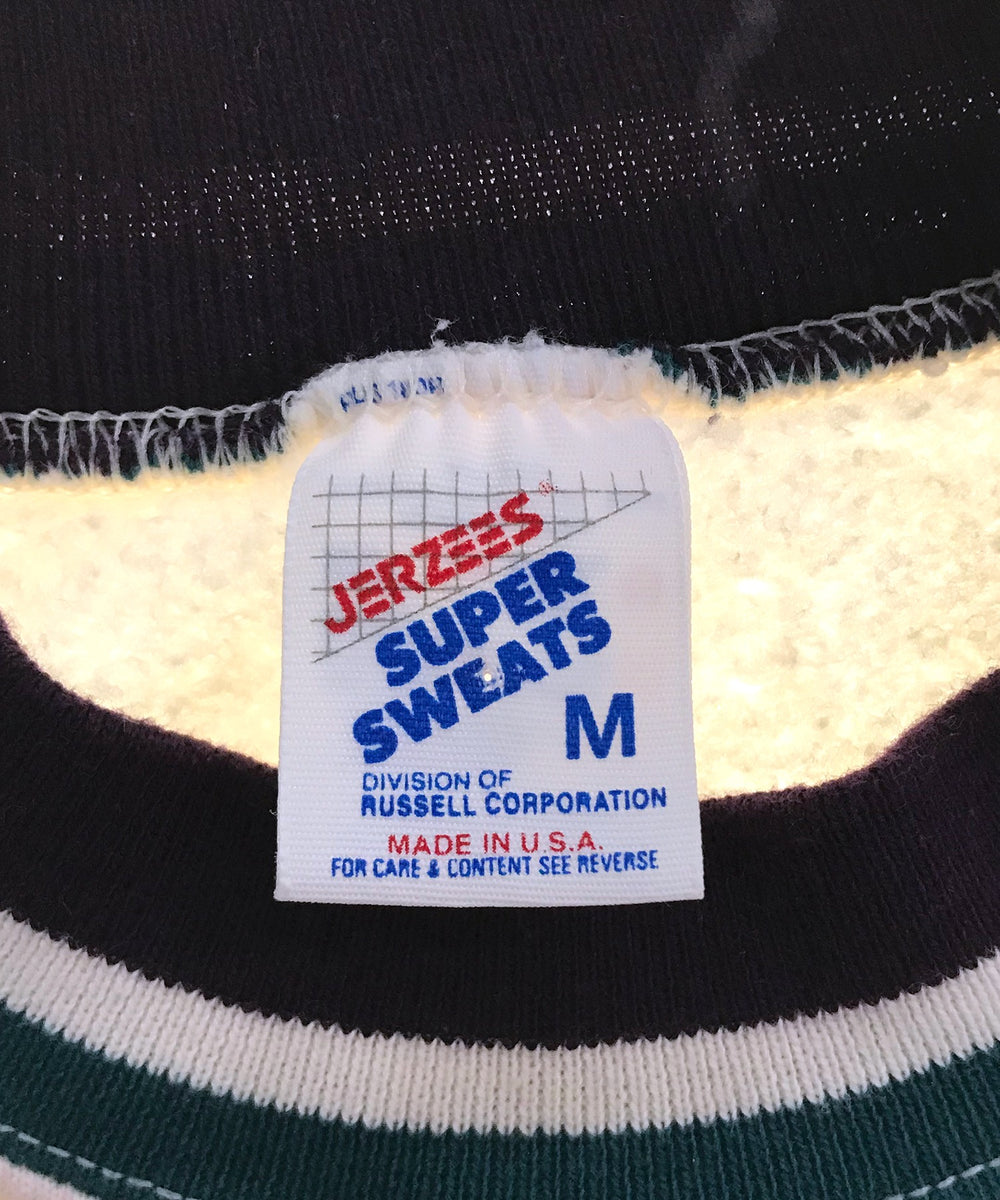 JERZEES®
SUPER
SWEATS
M
DIVISION OF
RUSSELL CORPORATION
MADE IN U.S.A.
FOR CARE & CONTENT SEE REVERSE